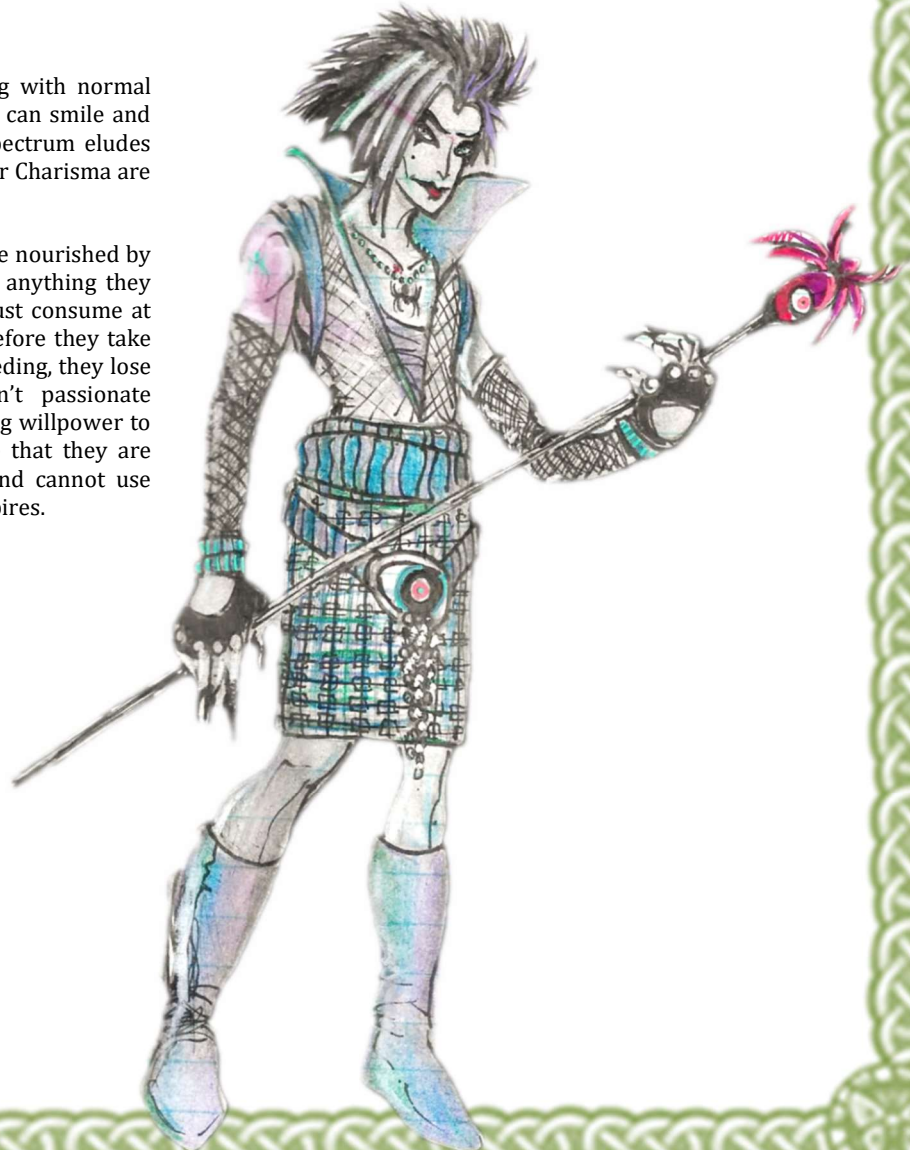 g with normal
can smile and
pectrum eludes
r Charisma are
e nourished by
anything they
ust consume at
efore they take
eding, they lose
n't passionate
g willpower to
that they are
nd cannot use
pires.